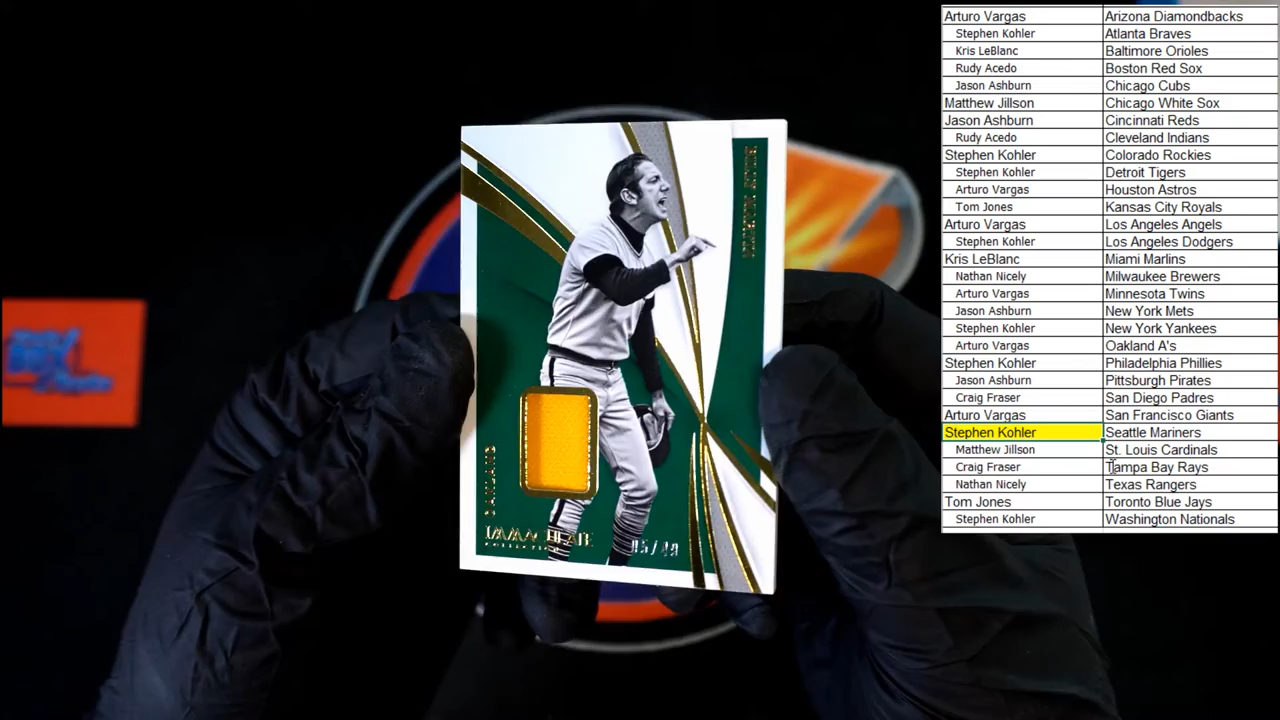 OAKLAND
IMMACULATE
COLLECTION
05/49
Arturo Vargas Arizona Diamondbacks
Stephen Kohler Atlanta Braves
Kris LeBlanc Baltimore Orioles
Rudy Acedo Boston Red Sox
Jason Ashburn Chicago Cubs
Matthew Jillson Chicago White Sox
Jason Ashburn Cincinnati Reds
Rudy Acedo Cleveland Indians
Stephen Kohler Colorado Rockies
Stephen Kohler Detroit Tigers
Arturo Vargas Houston Astros
Tom Jones Kansas City Royals
Arturo Vargas Los Angeles Angels
Stephen Kohler Los Angeles Dodgers
Kris LeBlanc Miami Marlins
Nathan Nicely Milwaukee Brewers
Arturo Vargas Minnesota Twins
Jason Ashburn New York Mets
Stephen Kohler New York Yankees
Arturo Vargas Oakland A's
Stephen Kohler Philadelphia Phillies
Jason Ashburn Pittsburgh Pirates
Craig Fraser San Diego Padres
Arturo Vargas San Francisco Giants
Stephen Kohler Seattle Mariners
Matthew Jillson St. Louis Cardinals
Craig Fraser Tampa Bay Rays
Nathan Nicely Texas Rangers
Tom Jones Toronto Blue Jays
Stephen Kohler Washington Nationals